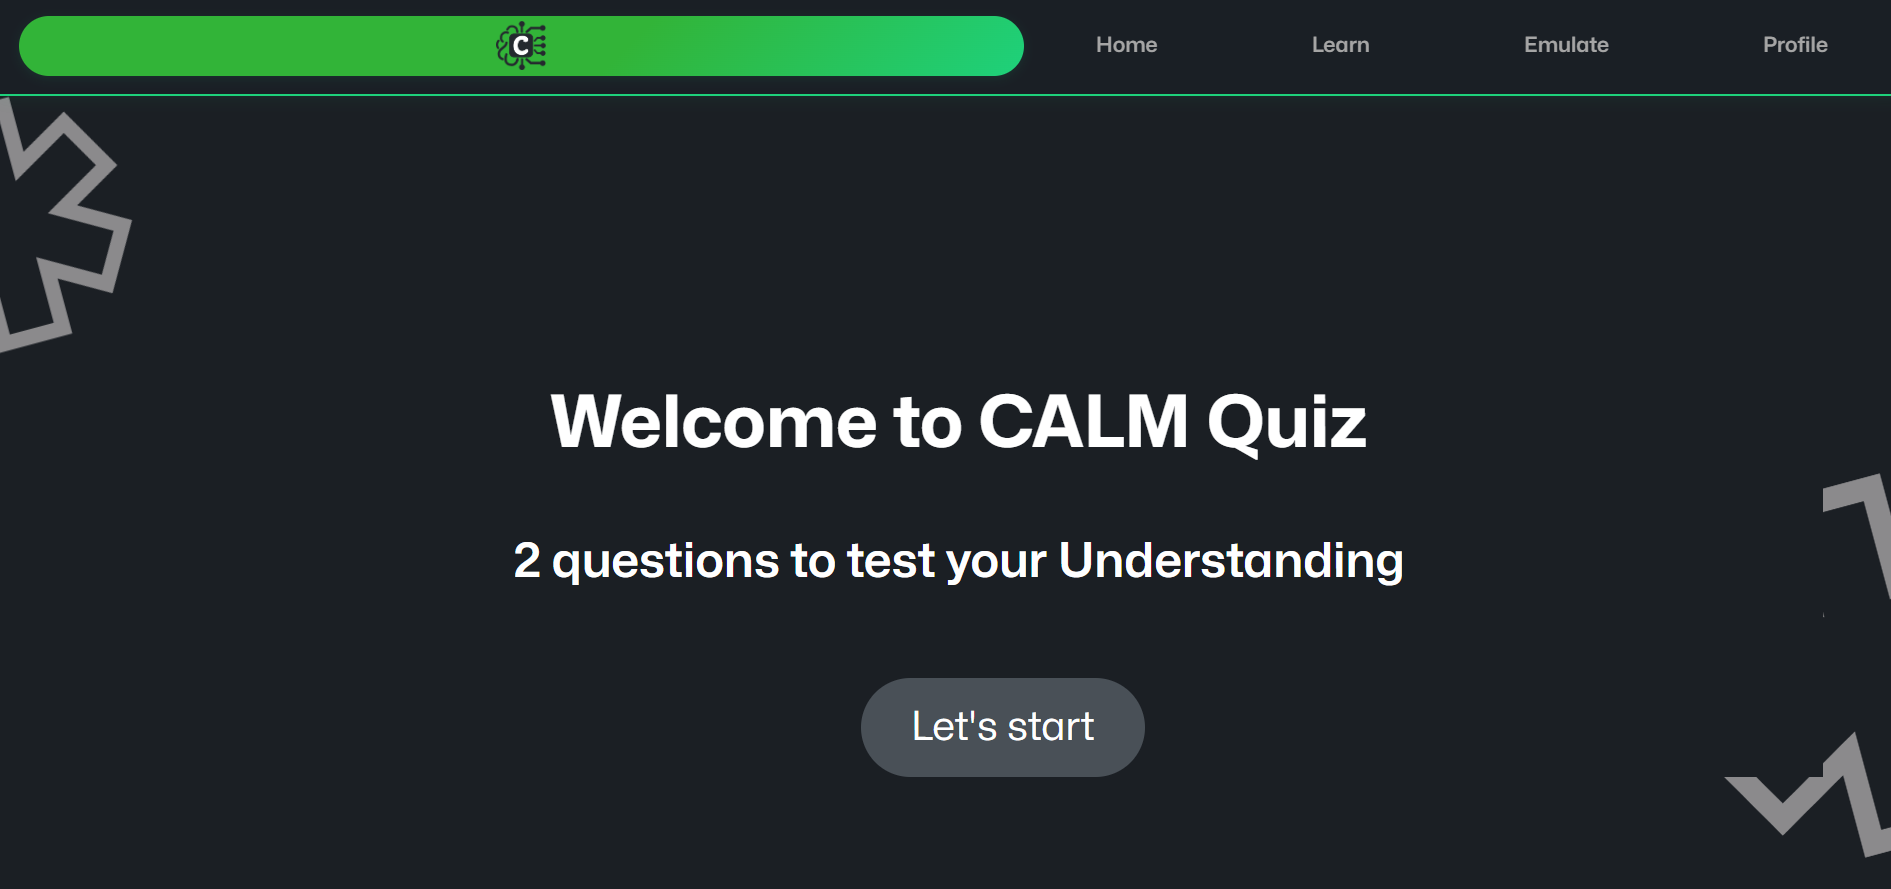 C
Home
Learn
Emulate
Profile
Welcome to CALM Quiz
2 questions to test your Understanding
Let's start